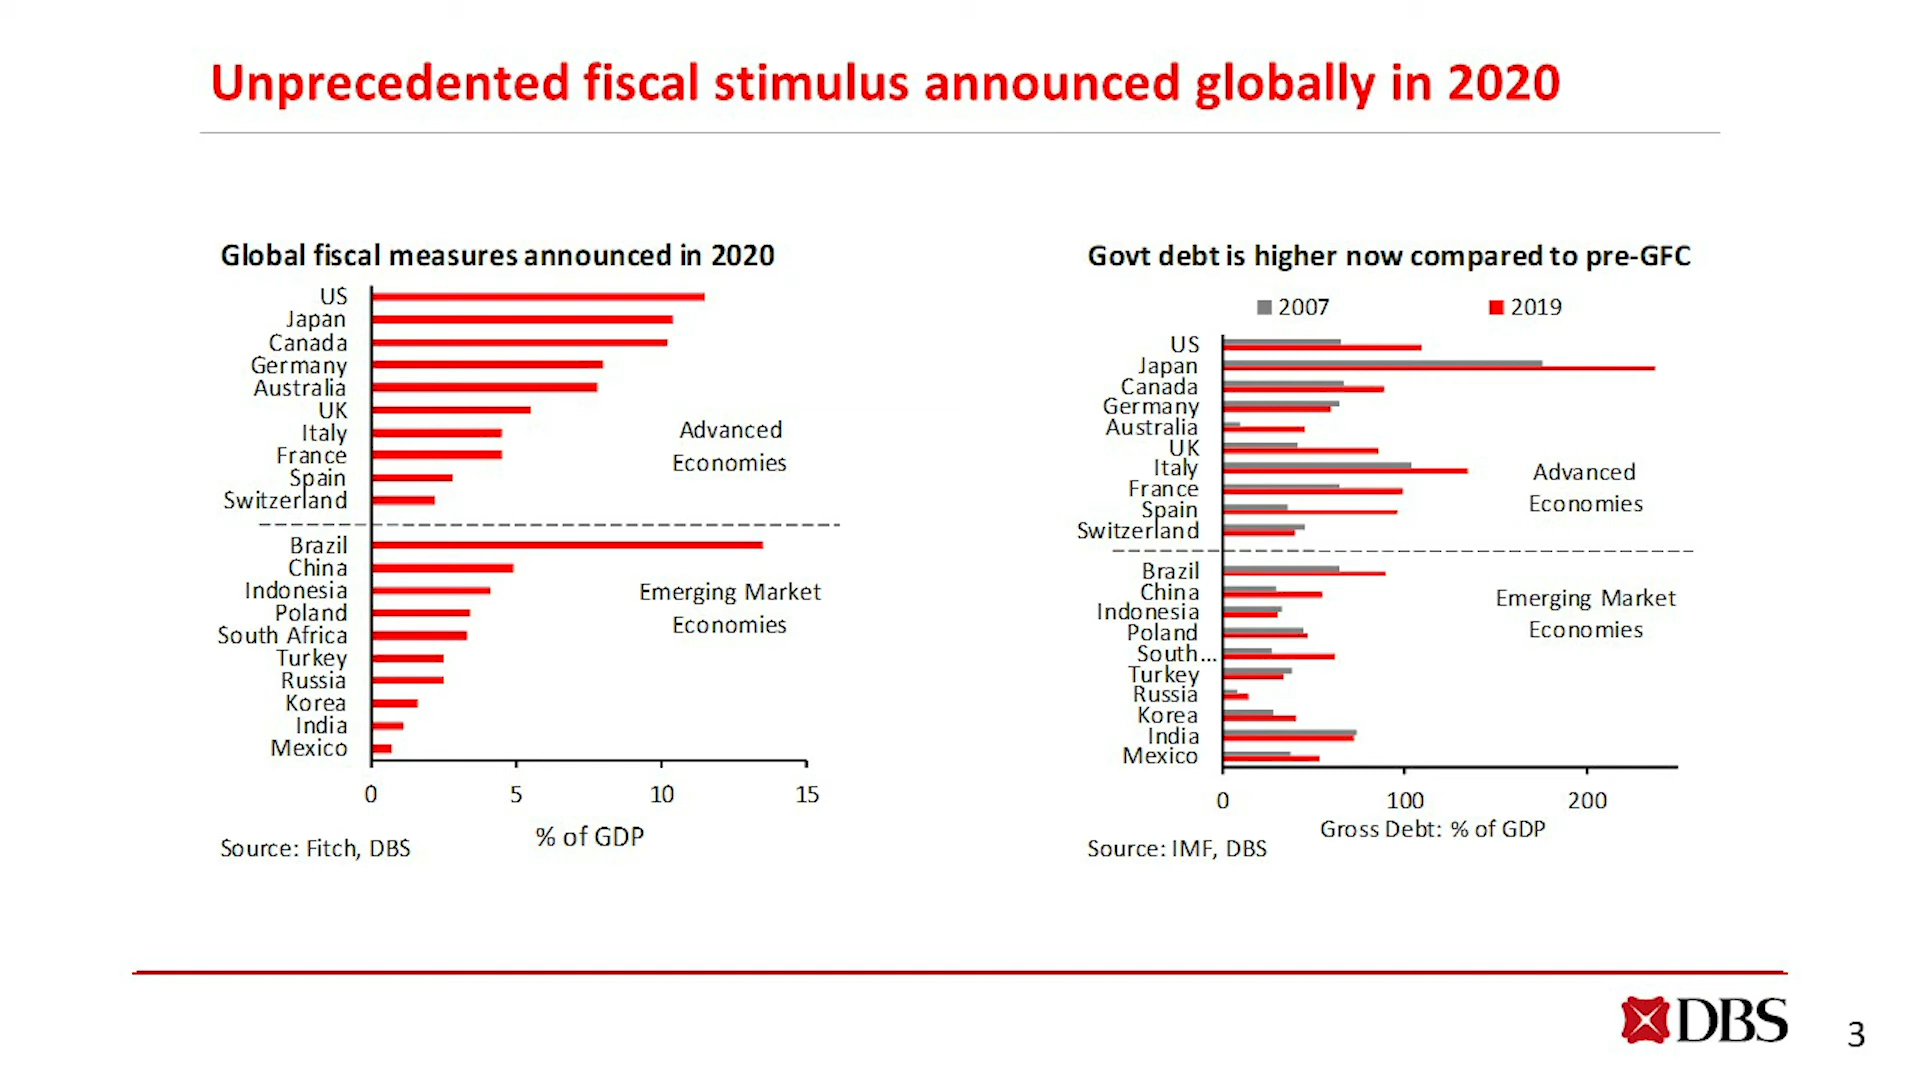 Unprecedented fiscal stimulus announced globally in 2020
Global fiscal measures announced in 2020
US
Japan
Canada
Germany
Australia
UK
Italy
France
Spain
Switzerland
Advanced
Economies
Brazil
China
Indonesia
Poland
South Africa
Turkey
Russia
Korea
India
Mexico
Emerging Market
Economies
0 5 10 15
% of GDP
Source: Fitch, DBS
Govt debt is higher now compared to pre-GFC
2007 2019
US
Japan
Canada
Germany
Australia
UK
Italy
France
Spain
Switzerland
Advanced
Economies
Brazil
China
Indonesia
Poland
South...
Turkey
Russia
Korea
India
Mexico
Emerging Market
Economies
0 100 200
Gross Debt: % of GDP
Source: IMF, DBS
DBS
3